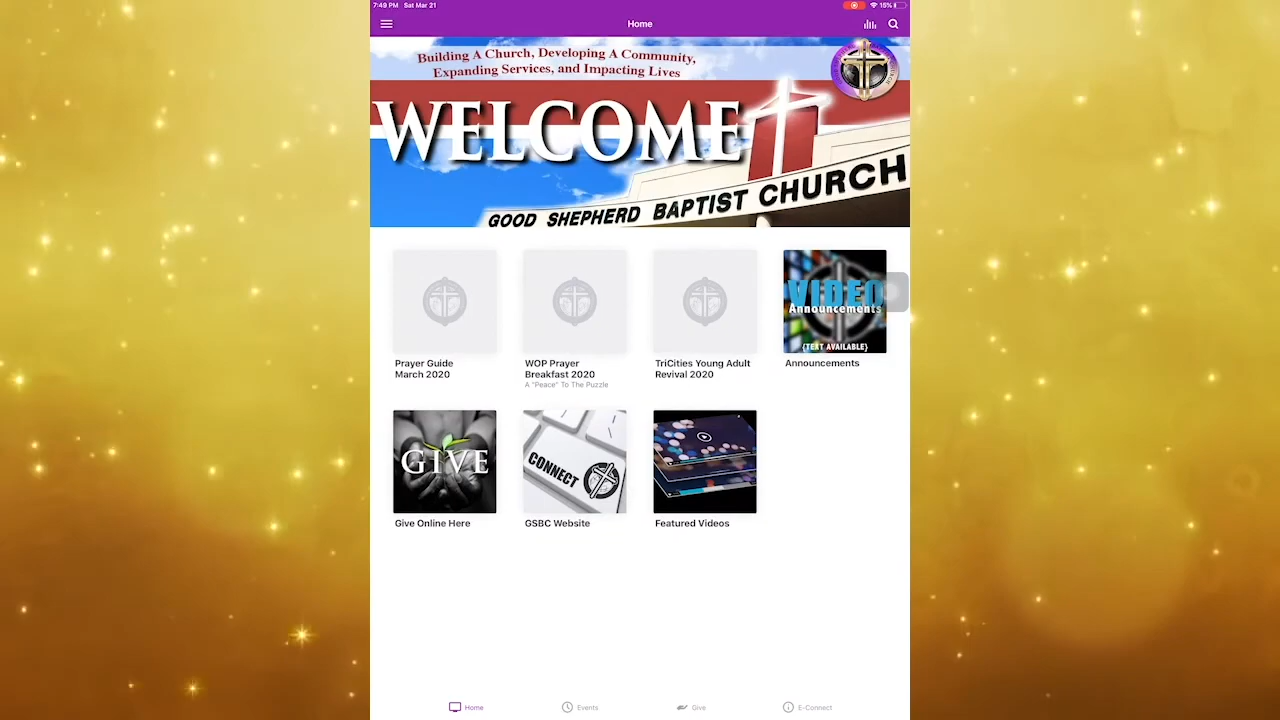 7:49 PM Sat Mar 21
15%
Home
Building A Church, Developing A Community,
Expanding Services, and Impacting Lives
WELCOME
GOOD SHEPHERD BAPTIST CHURCH
VIDEO
Announcements
{TEXT AVAILABLE}
Prayer Guide
March 2020
WOP Prayer
Breakfast 2020
A "Peace" To The Puzzle
TriCities Young Adult
Revival 2020
Announcements
GIVE
CONNECT
Give Online Here
GSBC Website
Featured Videos
Home
Events
Give
E-Connect